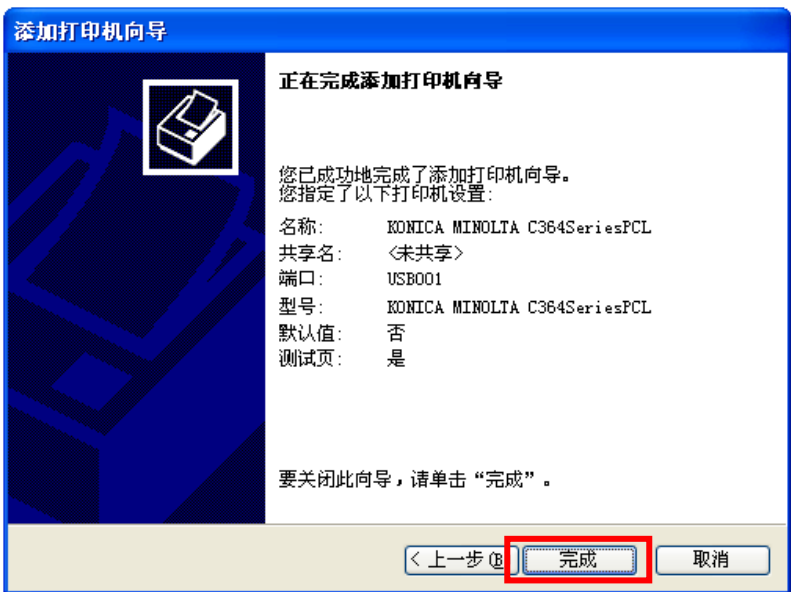 添加打印机向导
正在完成添加打印机向导
您已成功地完成了添加打印机向导。
您指定了以下打印机设置:
名称: KONICA MINOLTA C364SeriesPCL
共享名: <未共享>
端口: USB001
型号: KONICA MINOLTA C364SeriesPCL
默认值: 否
测试页: 是
要关闭此向导，请单击“完成”。
< 上一步(B) 完成 取消